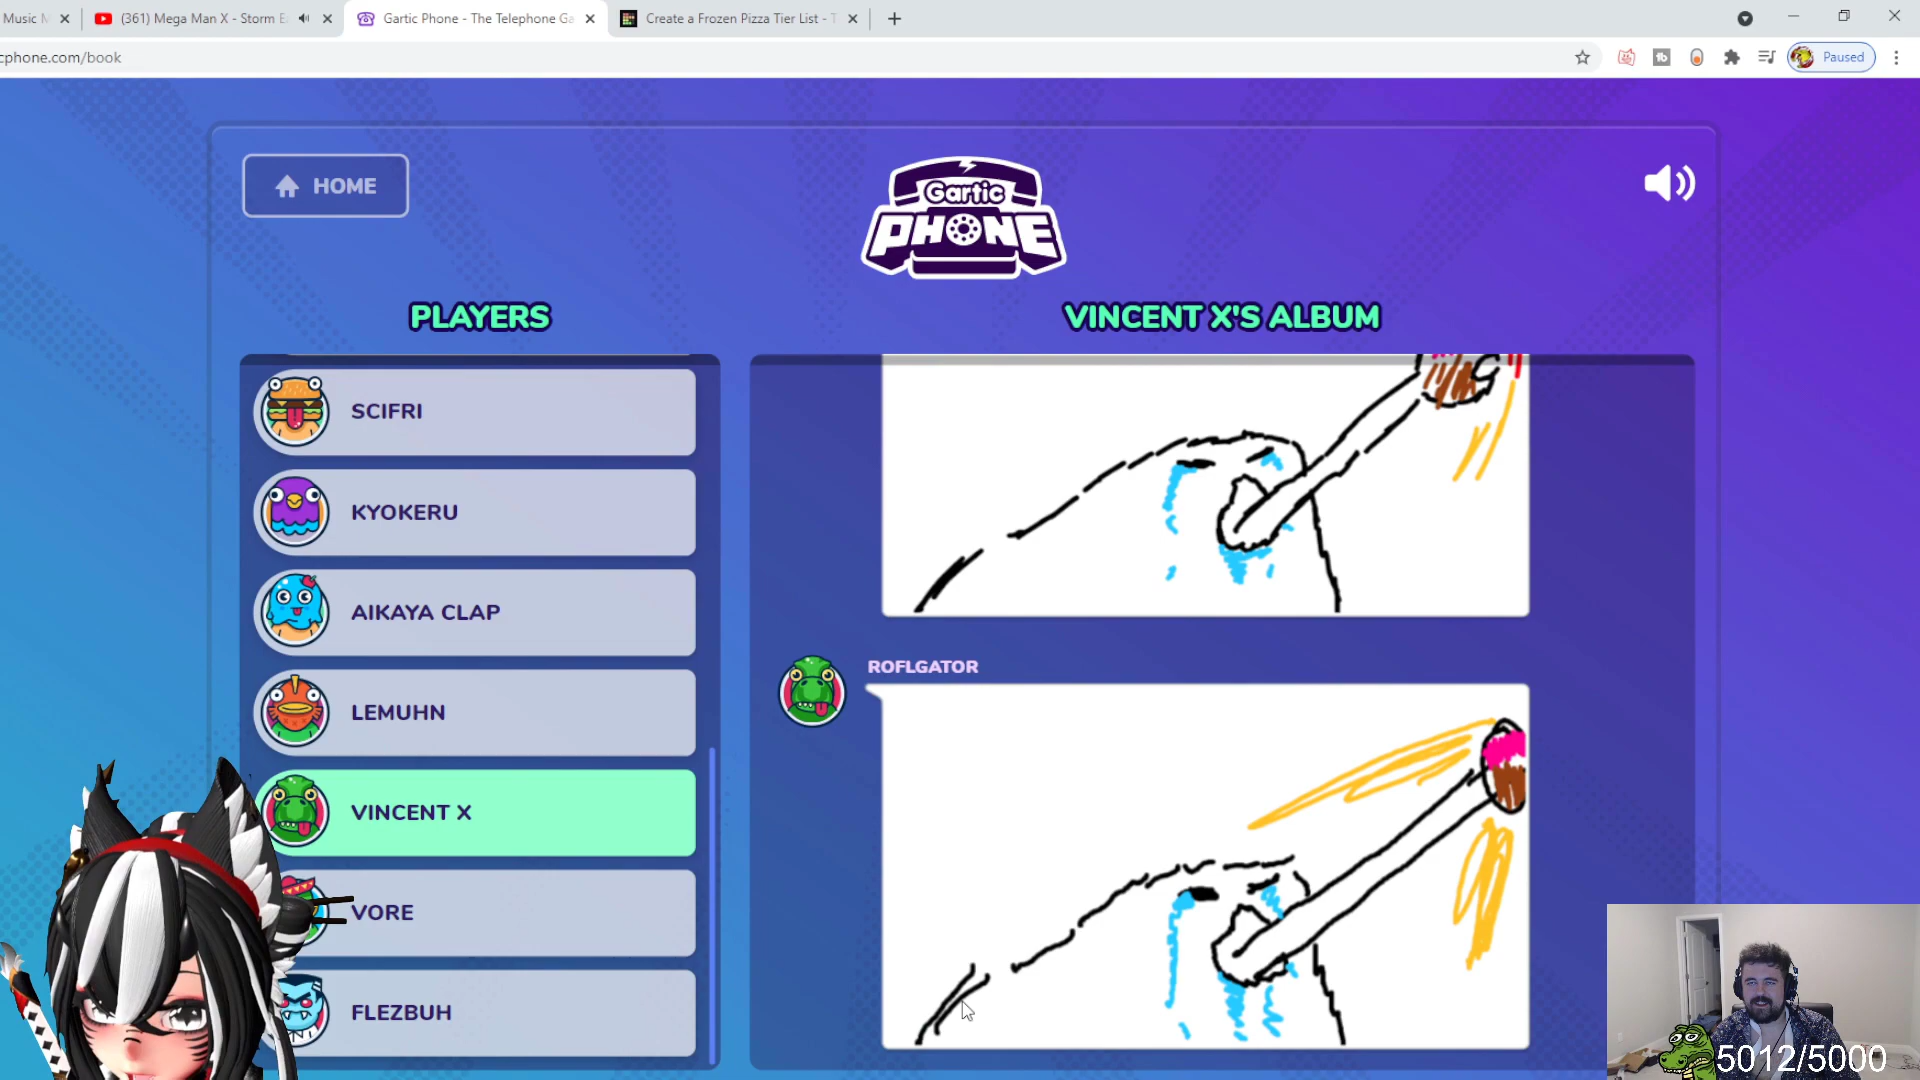 Music M
(361) Mega Man X - Storm E
Gartic Phone - The Telephone Ga
Create a Frozen Pizza Tier List - T
cphone.com/book
Paused
HOME
Gartic
PHONE
PLAYERS
VINCENT X'S ALBUM
SCIFRI
KYOKERU
AIKAYA CLAP
LEMUHN
VINCENT X
VORE
FLEZBUH
ROFLGATOR
5012/5000